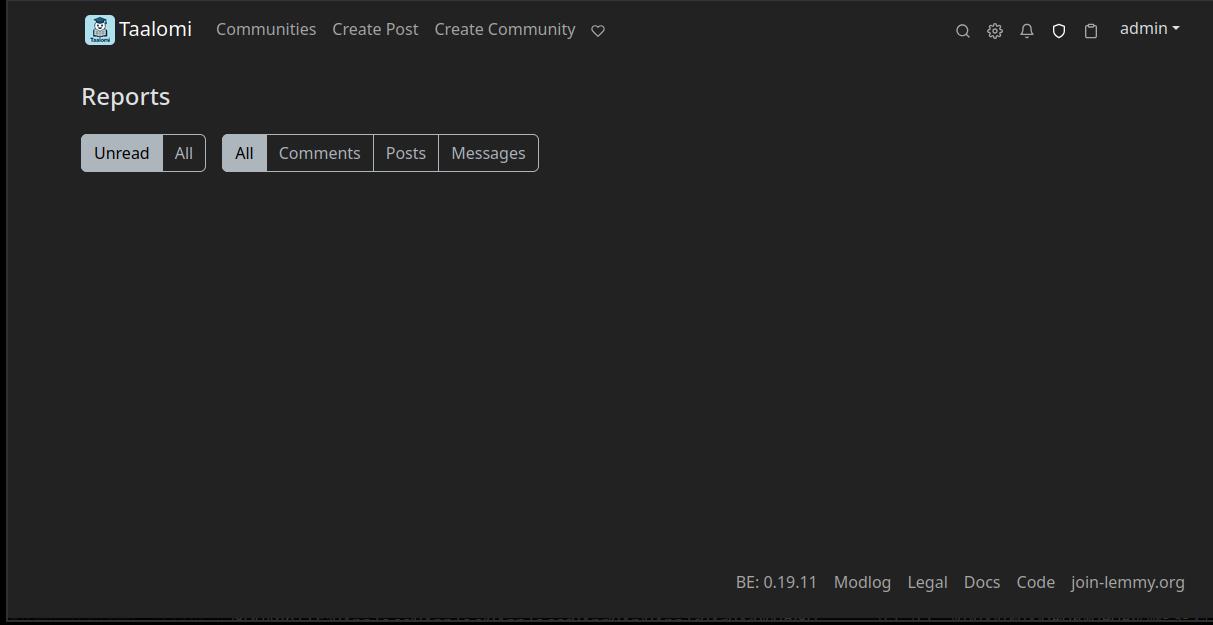 Taalomi
Taalomi Communities Create Post Create Community admin
Reports
Unread All All Comments Posts Messages
BE: 0.19.11 Modlog Legal Docs Code join-lemmy.org